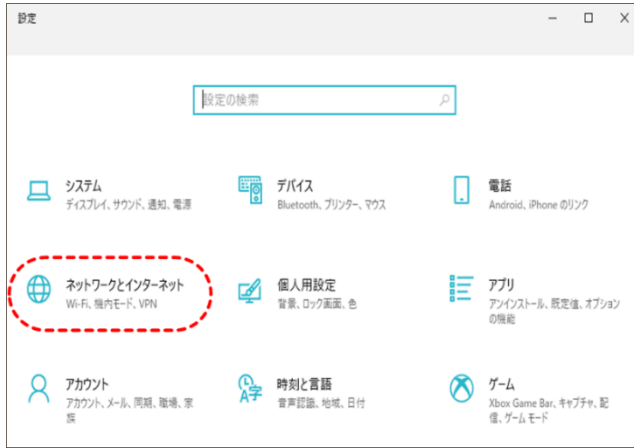 設定
設定の検索
システム
ディスプレイ、サウンド、通知、電源
デバイス
Bluetooth、プリンター、マウス
電話
Android、iPhone のリンク
ネットワークとインターネット
Wi-Fi、機内モード、VPN
個人用設定
背景、ロック画面、色
アプリ
アンインストール、既定値、オプション
の機能
アカウント
アカウント、メール、同期、職場、家
族
時刻と言語
音声認識、地域、日付
ゲーム
Xbox Game Bar、キャプチャ、配
信、ゲーム モード